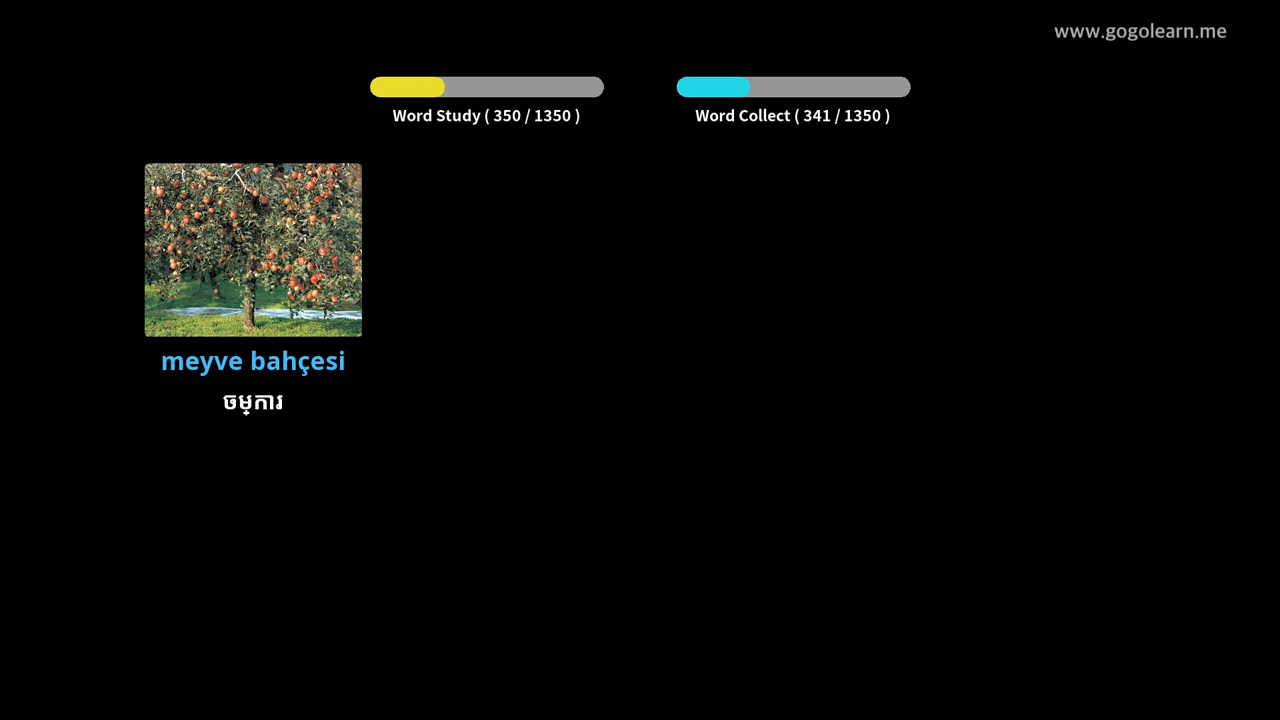 www.gogolearn.me
Word Study ( 350 / 1350 )
Word Collect ( 341 / 1350 )
meyve bahçesi
ចម្ការ